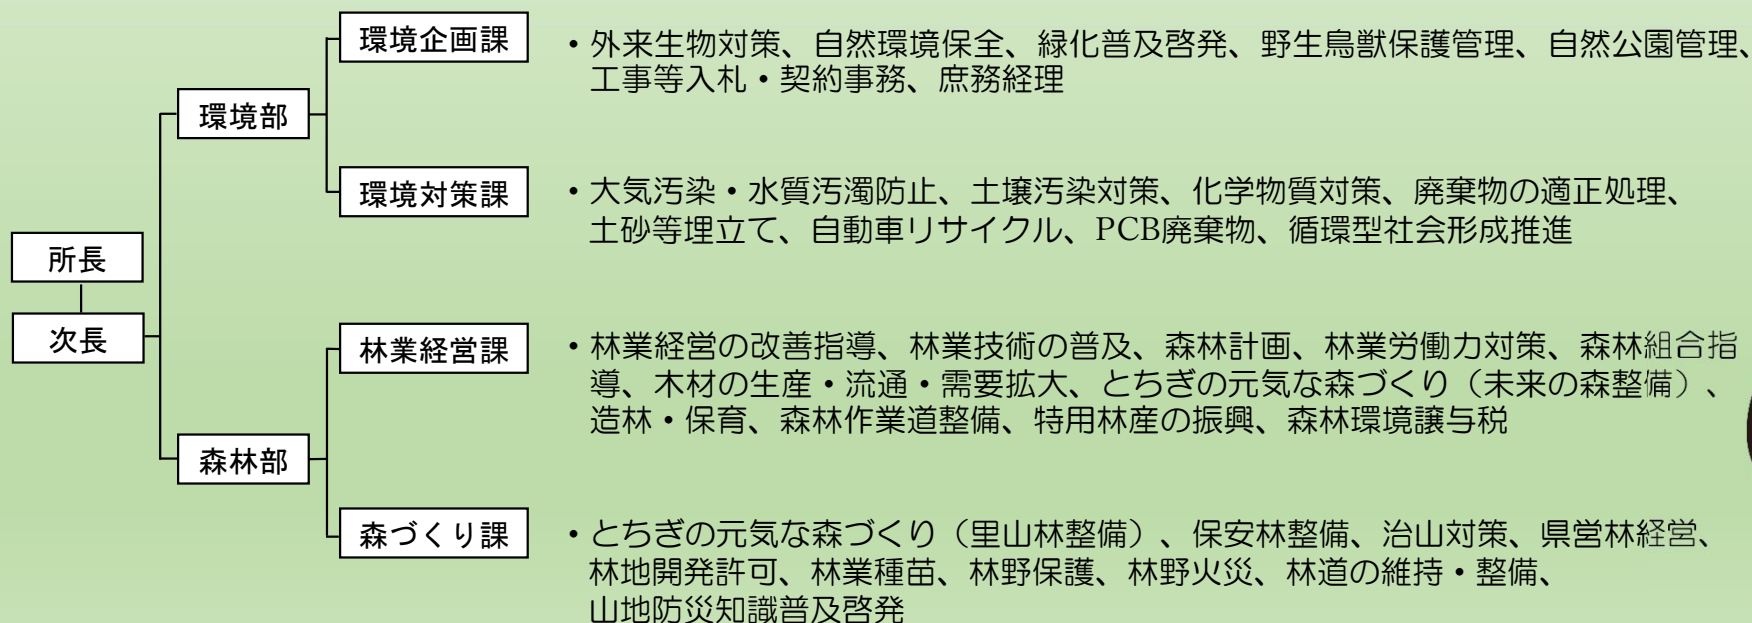 環境企画課
・外来生物対策、自然環境保全、緑化普及啓発、野生鳥獣保護管理、自然公園管理、
工事等入札・契約事務、庶務経理
環境部
環境対策課
・大気汚染・水質汚濁防止、土壌汚染対策、化学物質対策、廃棄物の適正処理、
土砂等埋立て、自動車リサイクル、PCB廃棄物、循環型社会形成推進
所長
次長
林業経営課
・林業経営の改善指導、林業技術の普及、森林計画、林業労働力対策、森林組合指
導、木材の生産・流通・需要拡大、とちぎの元気な森づくり（未来の森整備）、
造林・保育、森林作業道整備、特用林産の振興、森林環境譲与税
森林部
森づくり課
・とちぎの元気な森づくり（里山林整備）、保安林整備、治山対策、県営林経営、
林地開発許可、林業種苗、林野保護、林野火災、林道の維持・整備、
山地防災知識普及啓発